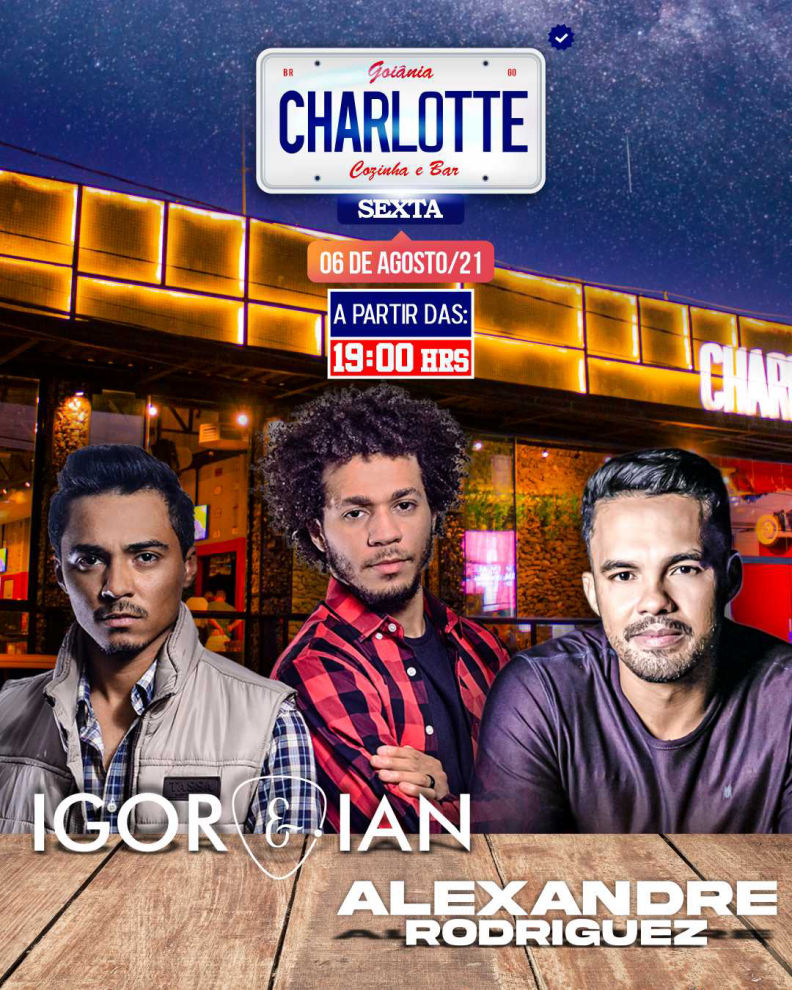 BR Goiânia GO
CHARLOTTE
Cozinha e Bar
SEXTA
06 DE AGOSTO/21
A PARTIR DAS:
19:00 HRS
CHAR
IGOR & IAN
ALEXANDRE
RODRIGUEZ